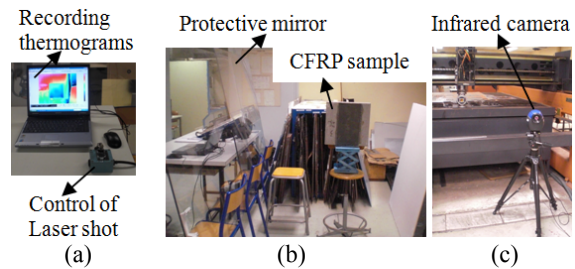 Recording
thermograms
Control of
Laser shot
(a)
Protective mirror
CFRP sample
(b)
Infrared camera
(c)